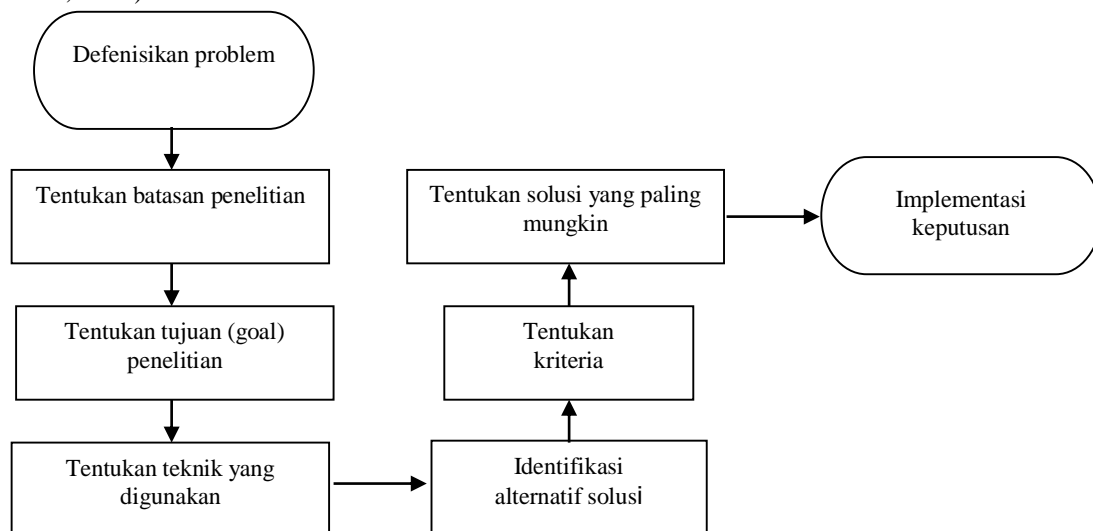 Defenisikan problem
Tentukan batasan penelitian
Tentukan tujuan (goal)
penelitian
Tentukan teknik yang
digunakan
Identifikasi
alternatif solusi
Tentukan
kriteria
Tentukan solusi yang paling
mungkin
Implementasi
keputusan